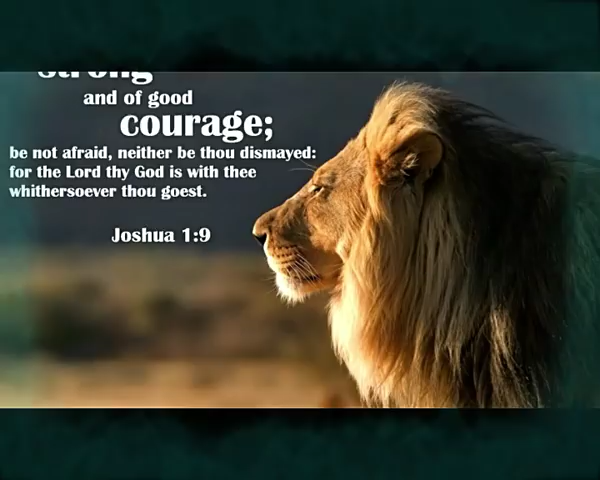 strong
and of good
courage;
be not afraid, neither be thou dismayed:
for the Lord thy God is with thee
whithersoever thou goest.
Joshua 1:9